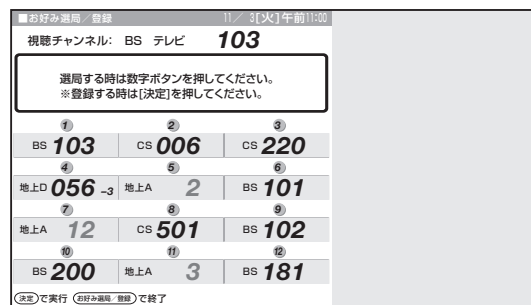 ■お好み選局／登録 11／ 3[火]午前11:00
視聴チャンネル: BS テレビ 103
選局する時は数字ボタンを押してください。
※登録する時は[決定]を押してください。
① ② ③
BS 103 CS 006 CS 220
④ ⑤ ⑥
地上D 056 -3 地上A 2 BS 101
⑦ ⑧ ⑨
地上A 12 CS 501 BS 102
⑩ ⑪ ⑫
BS 200 地上A 3 BS 181
決定で実行 お好み選局／登録で終了